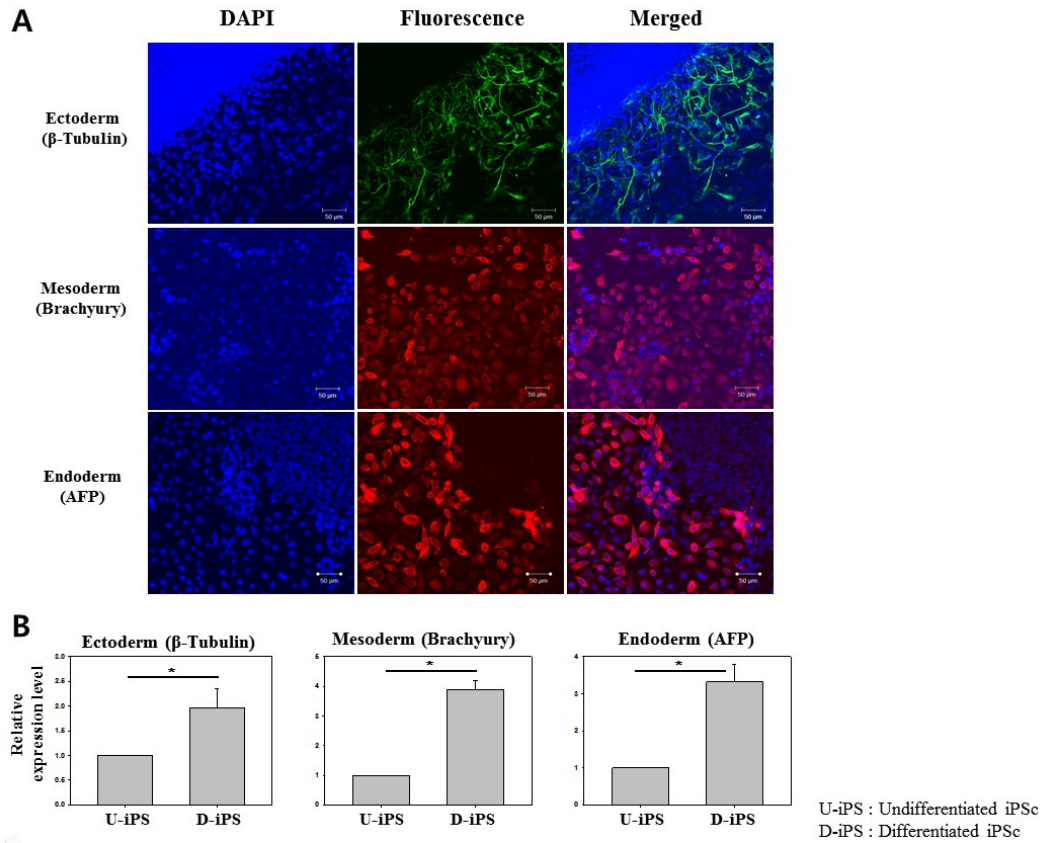 A
DAPI Fluorescence Merged
Ectoderm
(β-Tubulin)
50 μm 50 μm 50 μm
Mesoderm
(Brachyury)
50 μm 50 μm 50 μm
Endoderm
(AFP)
50 μm 50 μm 50 μm
B
Ectoderm (β-Tubulin) Mesoderm (Brachyury) Endoderm (AFP)
Relative
expression level
3.0
2.5
2.0
1.5
1.0
0.5
0.0
*
U-iPS D-iPS
5
4
3
2
1
0
*
U-iPS D-iPS
4
3
2
1
0
*
U-iPS D-iPS
U-iPS : Undifferentiated iPSc
D-iPS : Differentiated iPSc